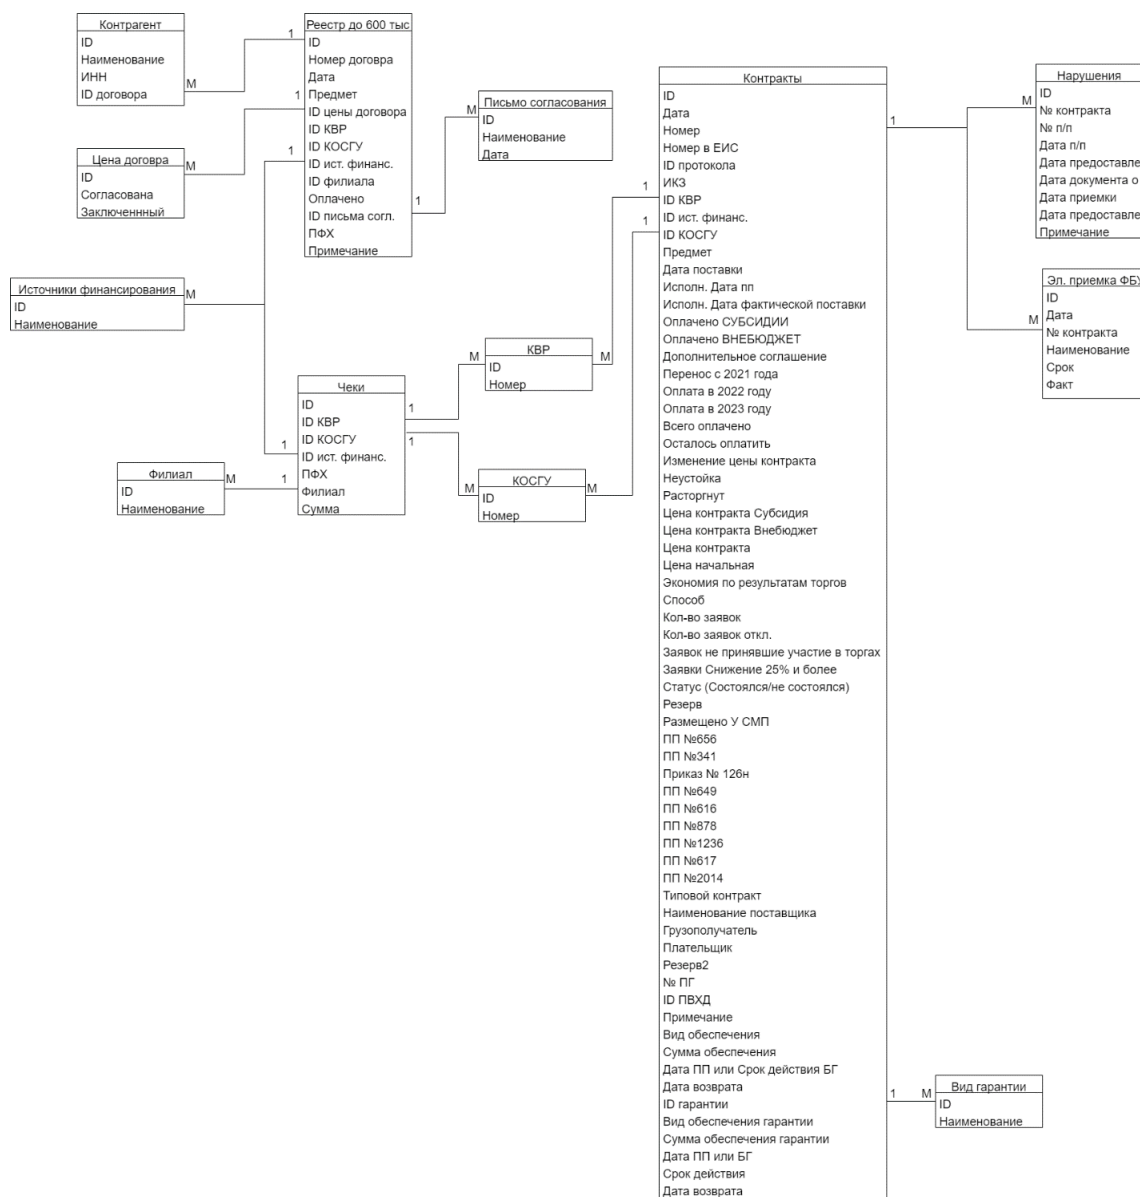 Контрагент
ID
Наименование
ИНН
ID договора
М
1
Реестр до 600 тыс
ID
Номер договра
Дата
Предмет
ID цены договора
ID КВР
ID КОСГУ
ID ист. финанс.
ID филиала
Оплачено
ID письма согл.
ПФХ
Примечание
1
1
1
М
Письмо согласования
ID
Наименование
Дата
Цена договра
ID
Согласована
Заключеннный
М
Источники финансирования
ID
Наименование
М
Чеки
ID
ID КВР
ID КОСГУ
ID ист. финанс.
ПФХ
Филиал
Сумма
1
1
1
1
Филиал
ID
Наименование
М
КВР
ID
Номер
М
М
КОСГУ
ID
Номер
М
М
Контракты
ID
Дата
Номер
Номер в ЕИС
ID протокола
ИКЗ
ID КВР
ID ист. финанс.
ID КОСГУ
Предмет
Дата поставки
Исполн. Дата пп
Исполн. Дата фактической поставки
Оплачено СУБСИДИИ
Оплачено ВНЕБЮДЖЕТ
Дополнительное соглашение
Перенос с 2021 года
Оплата в 2022 году
Оплата в 2023 году
Всего оплачено
Осталось оплатить
Изменение цены контракта
Неустойка
Расторгнут
Цена контракта Субсидия
Цена контракта Внебюджет
Цена контракта
Цена начальная
Экономия по результатам торгов
Способ
Кол-во заявок
Кол-во заявок откл.
Заявок не принявшие участие в торгах
Заявки Снижение 25% и более
Статус (Состоялся/не состоялся)
Резерв
Размещено У СМП
ПП №656
ПП №341
Приказ № 126н
ПП №649
ПП №616
ПП №878
ПП №1236
ПП №617
ПП №2014
Типовой контракт
Наименование поставщика
Грузополучатель
Плательщик
Резерв2
№ ПГ
ID ПВХД
Примечание
Вид обеспечения
Сумма обеспечения
Дата ПП или Срок действия БГ
Дата возврата
ID гарантии
Вид обеспечения гарантии
Сумма обеспечения гарантии
Дата ПП или БГ
Срок действия
Дата возврата
1
1
1
1
Нарушения
ID
№ контракта
№ п/п
Дата п/п
Дата предоставле
Дата документа о
Дата приемки
Дата предоставле
Примечание
М
Эл. приемка ФБУ
ID
Дата
№ контракта
Наименование
Срок
Факт
М
Вид гарантии
ID
Наименование
М